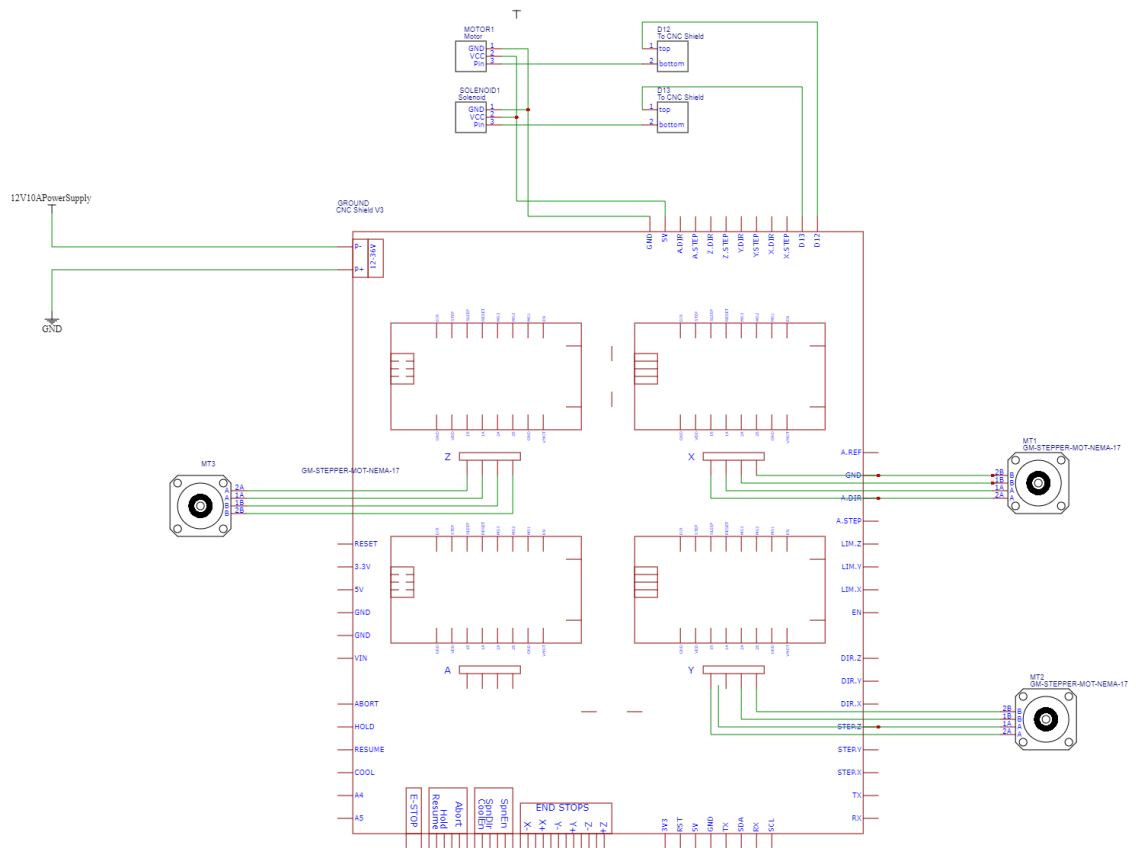 MOTOR1
Motor
GND 1
VCC 2
Pin 3
D12
To CNC Shield
1 top
2 bottom
SOLENOID1
Solenoid
GND 1
VCC 2
Pin 3
D13
To CNC Shield
1 top
2 bottom
12V10APowerSupply
GROUND
CNC Shield V3
P-
P+
12-36V
GND
GND
5V
A.DIR
A.STEP
Z.DIR
Z.STEP
Y.DIR
Y.STEP
X.DIR
X.STEP
D13
D12
Z
X
MT3
GM-STEPPER-MOT-NEMA-17
A 2A
A 1A
B 1B
B 2B
MT1
GM-STEPPER-MOT-NEMA-17
2B B
1B B
1A A
2A A
A.REF
GND
A.DIR
A.STEP
LIM.Z
LIM.Y
LIM.X
EN
DIR.Z
DIR.Y
DIR.X
STEP.Z
STEP.Y
STEP.X
TX
RX
RESET
3.3V
5V
GND
GND
VIN
ABORT
HOLD
RESUME
COOL
A4
A5
A
Y
MT2
GM-STEPPER-MOT-NEMA-17
2B B
1B B
1A A
2A A
E-STOP
Resume
Hold
Abort
CoolEn
SpnDir
SpnEn
END STOPS
X-
X+
Y-
Y+
Z-
Z+
3V3
RST
5V
GND
TX
SDA
RX
SCL